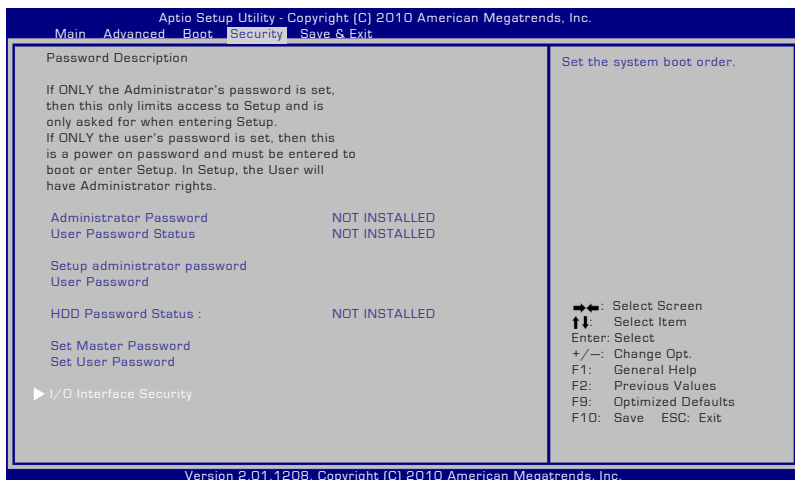 Aptio Setup Utility - Copyright (C) 2010 American Megatrends, Inc.
Main Advanced Boot Security Save & Exit
Password Description
If ONLY the Administrator's password is set,
then this only limits access to Setup and is
only asked for when entering Setup.
If ONLY the user's password is set, then this
is a power on password and must be entered to
boot or enter Setup. In Setup, the User will
have Administrator rights.
Administrator Password NOT INSTALLED
User Password Status NOT INSTALLED
Setup administrator password
User Password
HDD Password Status : NOT INSTALLED
Set Master Password
Set User Password
I/O Interface Security
Set the system boot order.
→←: Select Screen
↑↓: Select Item
Enter: Select
+/—: Change Opt.
F1: General Help
F2: Previous Values
F9: Optimized Defaults
F10: Save ESC: Exit
Version 2.01.1208. Copyright (C) 2010 American Megatrends, Inc.